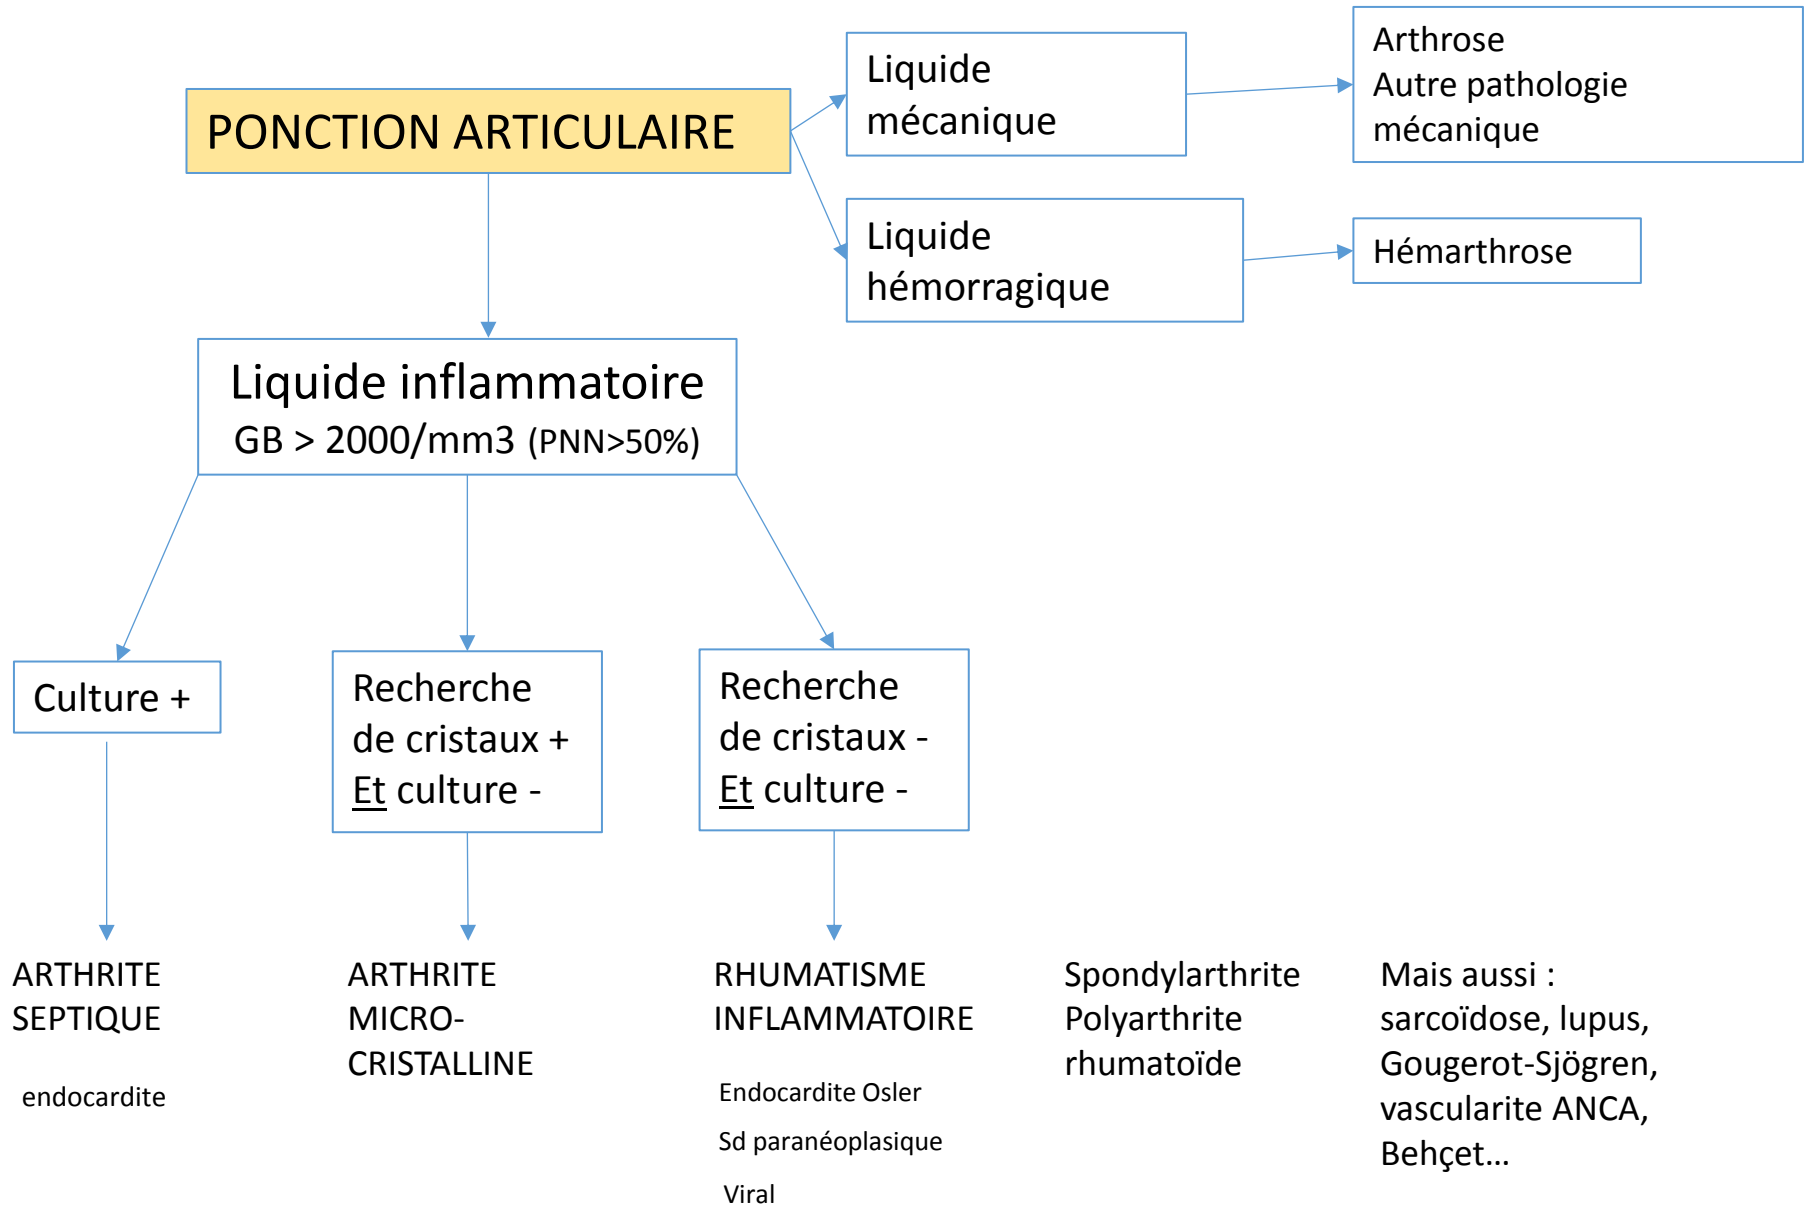 PONCTION ARTICULAIRE
Liquide
mécanique
Arthrose
Autre pathologie
mécanique
Liquide
hémorragique
Hémarthrose
Liquide inflammatoire
GB > 2000/mm3 (PNN>50%)
Culture +
Recherche
de cristaux +
Et culture -
Recherche
de cristaux -
Et culture -
ARTHRITE
SEPTIQUE
endocardite
ARTHRITE
MICRO-
CRISTALLINE
RHUMATISME
INFLAMMATOIRE
Endocardite Osler
Sd paranéoplasique
Viral
Spondylarthrite
Polyarthrite
rhumatoïde
Mais aussi :
sarcoïdose, lupus,
Gougerot-Sjögren,
vascularite ANCA,
Behçet…